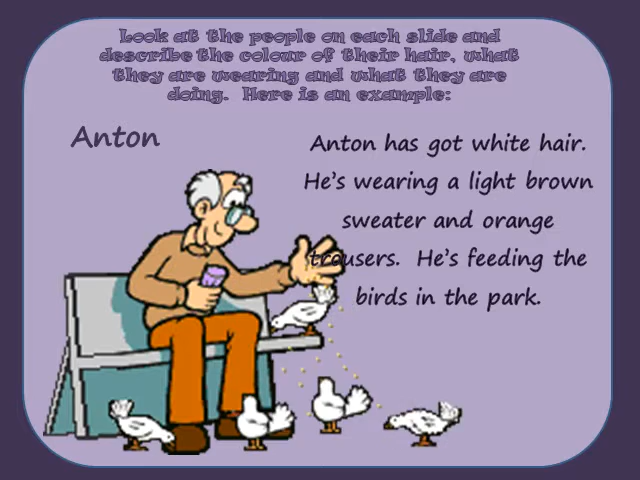 Look at the people on each slide and
describe the colour of their hair, what
they are wearing and what they are
doing. Here is an example:
Anton
Anton has got white hair.
He's wearing a light brown
sweater and orange
trousers. He's feeding the
birds in the park.